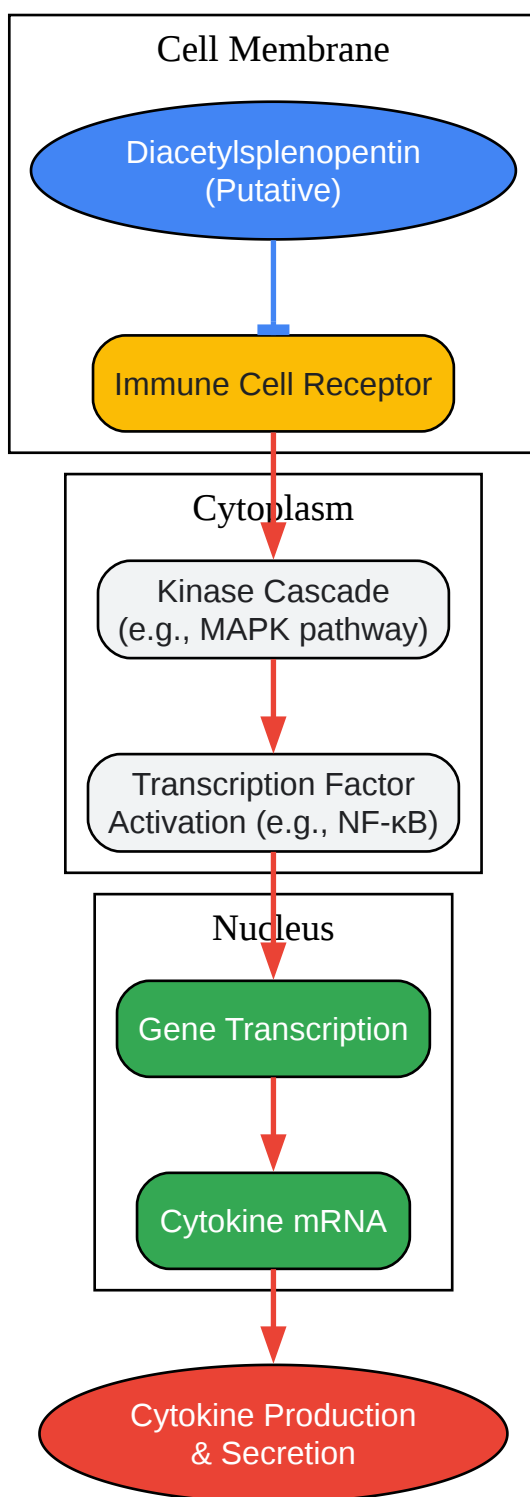 Cell Membrane
Diacetylsplenopentin
(Putative)
Immune Cell Receptor
Cytoplasm
Kinase Cascade
(e.g., MAPK pathway)
Transcription Factor
Activation (e.g., NF-κB)
Nucleus
Gene Transcription
Cytokine mRNA
Cytokine Production
& Secretion